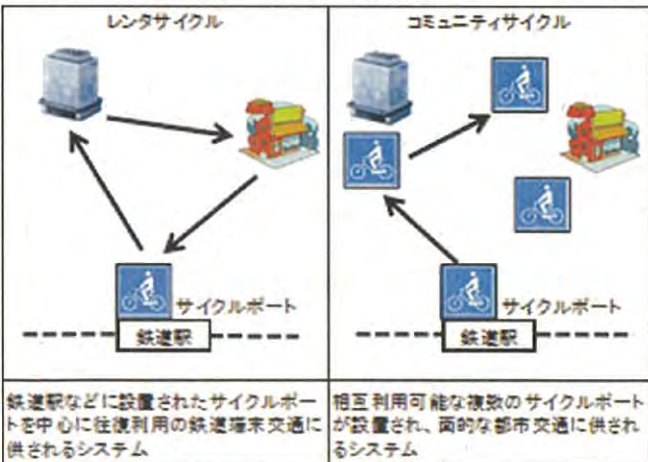 レンタサイクル
サイクルポート
鉄道駅
鉄道駅などに設置されたサイクルポー
トを中心に往復利用の鉄道端末交通に
供されるシステム
コミュニティサイクル
サイクルポート
鉄道駅
相互利用可能な複数のサイクルポート
が設置され、面的な都市交通に供され
るシステム